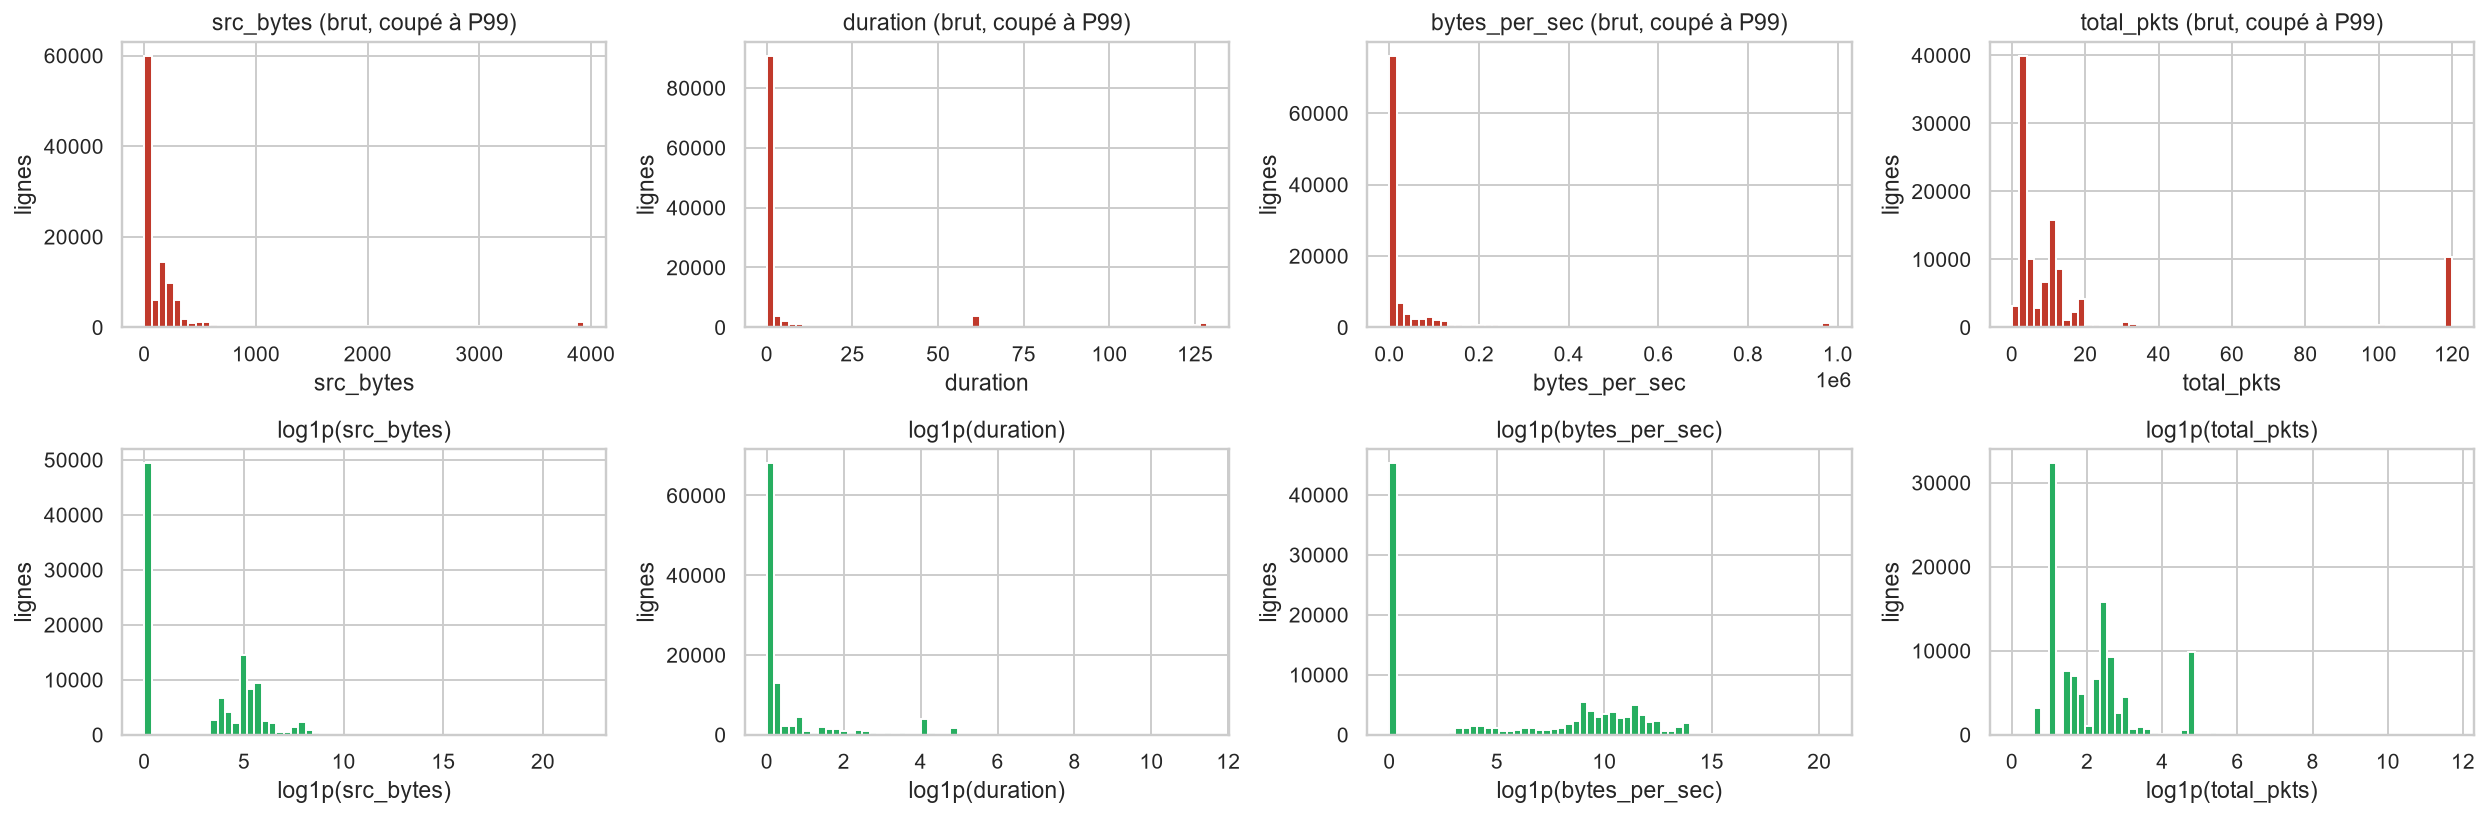 src_bytes (brut, coupé à P99)
lignes
60000
40000
20000
0
0 1000 2000 3000 4000
src_bytes
duration (brut, coupé à P99)
lignes
80000
60000
40000
20000
0
0 25 50 75 100 125
duration
bytes_per_sec (brut, coupé à P99)
lignes
60000
40000
20000
0
0.0 0.2 0.4 0.6 0.8 1.0
1e6
bytes_per_sec
total_pkts (brut, coupé à P99)
lignes
40000
30000
20000
10000
0
0 20 40 60 80 100 120
total_pkts
log1p(src_bytes)
lignes
50000
40000
30000
20000
10000
0
0 5 10 15 20
log1p(src_bytes)
log1p(duration)
lignes
60000
40000
20000
0
0 2 4 6 8 10 12
log1p(duration)
log1p(bytes_per_sec)
lignes
40000
30000
20000
10000
0
0 5 10 15 20
log1p(bytes_per_sec)
log1p(total_pkts)
lignes
30000
20000
10000
0
0 2 4 6 8 10 12
log1p(total_pkts)